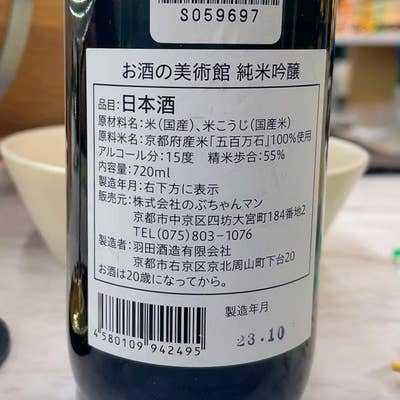 S059697
お酒の美術館 純米吟醸
品目:日本酒
原材料名:米(国産)、米こうじ(国産米)
原料米名:京都府産米「五百万石」100%使用
アルコール分:15度 精米歩合:55%
内容量:720ml
製造年月:右下方に表示
販売元:株式会社のぶちゃんマン
京都市中京区四坊大宮町184番地2
TEL(075)803-1076
製造者:羽田酒造有限会社
京都市右京区京北周山町下台20
お酒は20歳になってから。
製造年月
23.10
4 580109 942495